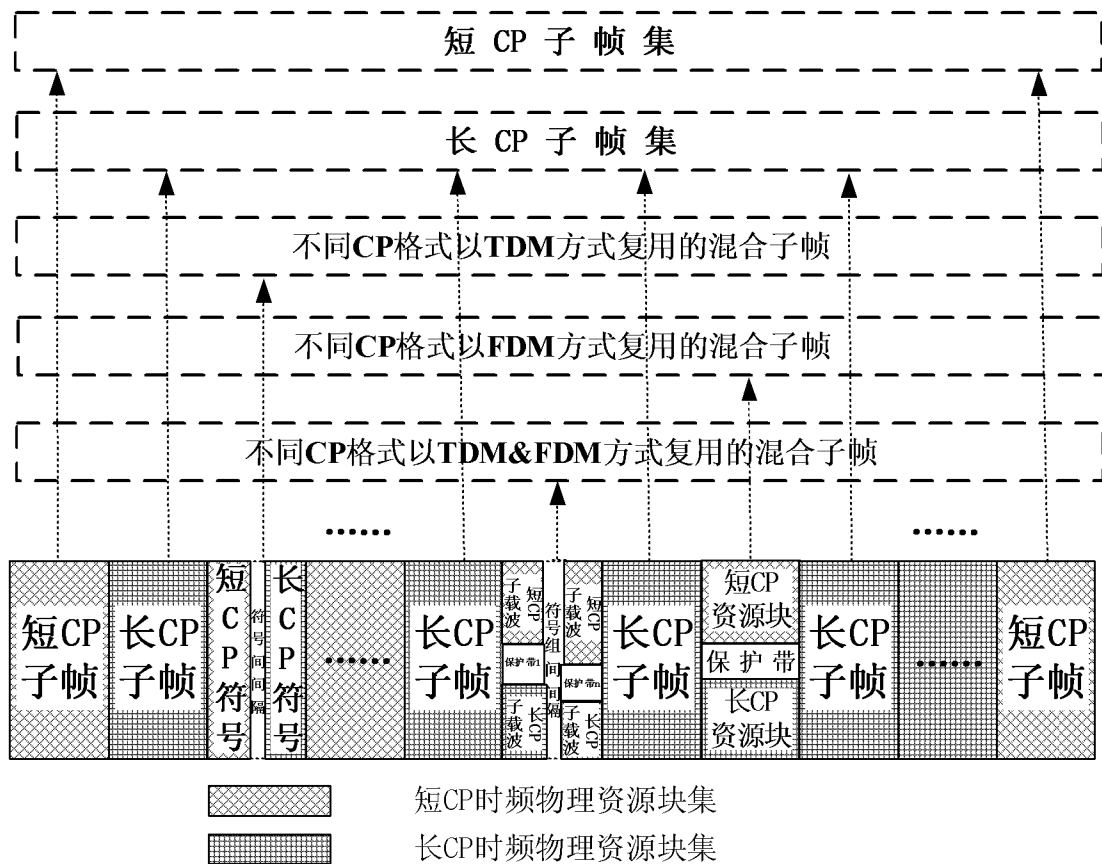 短 CP 子 帧 集
长 CP 子 帧 集
不同CP格式以TDM方式复用的混合子帧
不同CP格式以FDM方式复用的混合子帧
不同CP格式以TDM&FDM方式复用的混合子帧
......
......
短CP
子帧
长CP
子帧
短CP符号
符号间间隔
长CP符号
......
长CP
子帧
短CP
子载波
保护带1
长CP
子载波
符号组间间隔
短CP
子载波
保护带n
长CP
子载波
长CP
子帧
短CP
资源块
保 护 带
长CP
资源块
长CP
子帧
......
短CP
子帧
短CP时频物理资源块集
长CP时频物理资源块集